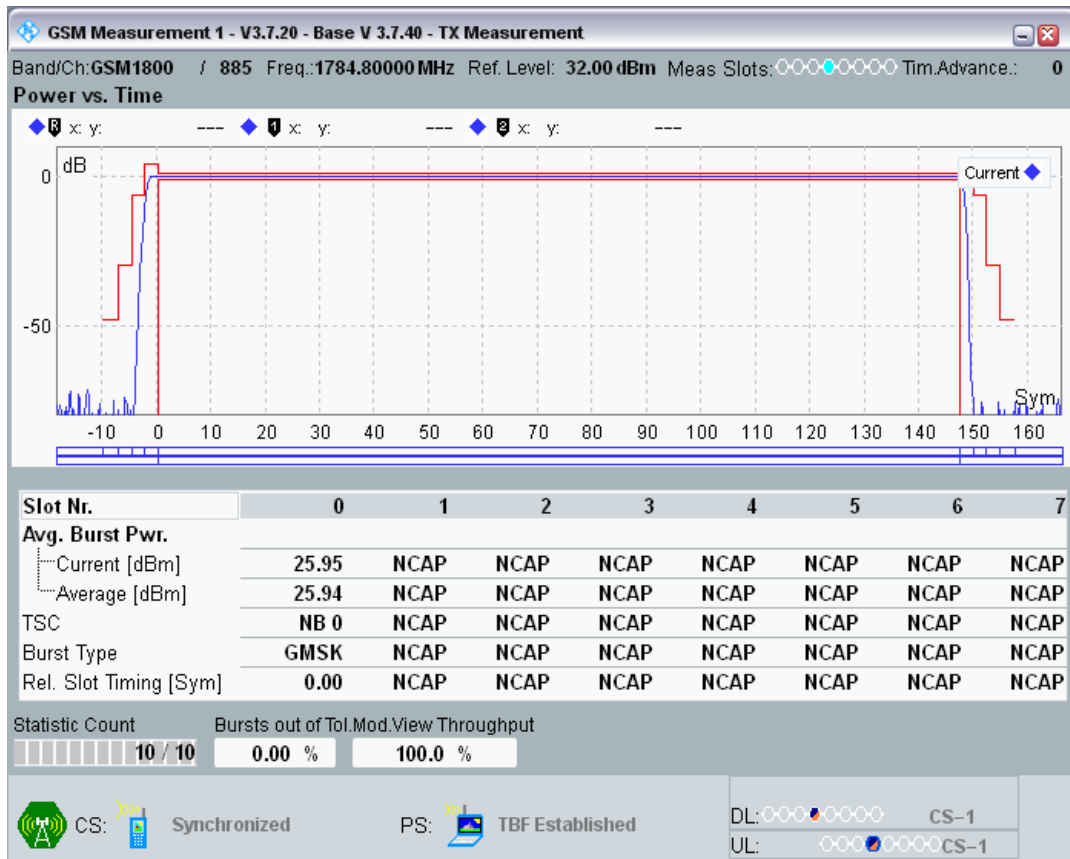 GSM Measurement 1 - V3.7.20 - Base V 3.7.40 - TX Measurement
Band/Ch:GSM1800 / 885 Freq.:1784.80000 MHz Ref. Level: 32.00 dBm Meas Slots: Tim.Advance.: 0
Power vs. Time
R x: y: --- 1 x: y: --- 2 x: y: ---
dB
0
Current
-50
Sym
-10 0 10 20 30 40 50 60 70 80 90 100 110 120 130 140 150 160
Slot Nr. 0 1 2 3 4 5 6 7
Avg. Burst Pwr.
Current [dBm] 25.95 NCAP NCAP NCAP NCAP NCAP NCAP NCAP
Average [dBm] 25.94 NCAP NCAP NCAP NCAP NCAP NCAP NCAP
TSC NB 0 NCAP NCAP NCAP NCAP NCAP NCAP NCAP
Burst Type GMSK NCAP NCAP NCAP NCAP NCAP NCAP NCAP
Rel. Slot Timing [Sym] 0.00 NCAP NCAP NCAP NCAP NCAP NCAP NCAP
Statistic Count Bursts out of Tol. Mod.View Throughput
10 / 10 0.00 % 100.0 %
CS: Synchronized PS: TBF Established
DL: CS-1
UL: CS-1